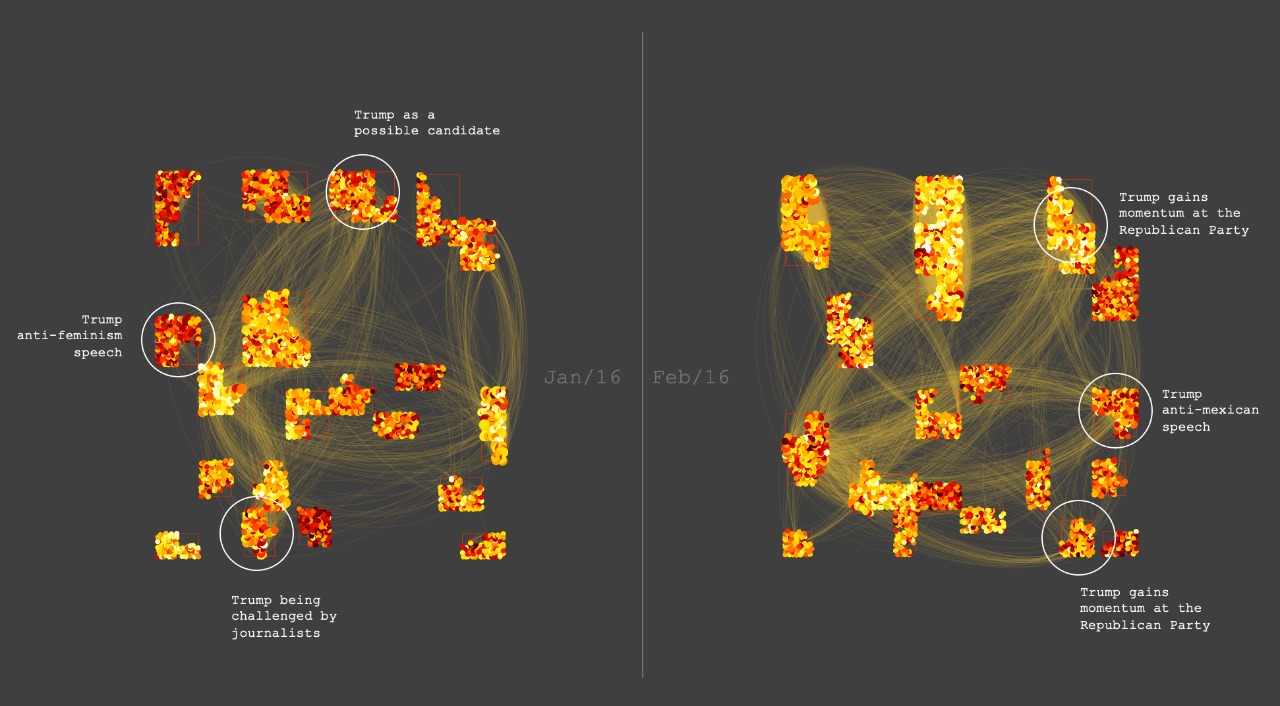 Trump as a
possible candidate
Trump
anti-feminism
speech
Jan/16
Trump being
challenged by
journalists
Feb/16
Trump gains
momentum at the
Republican Party
Trump
anti-mexican
speech
Trump gains
momentum at the
Republican Party